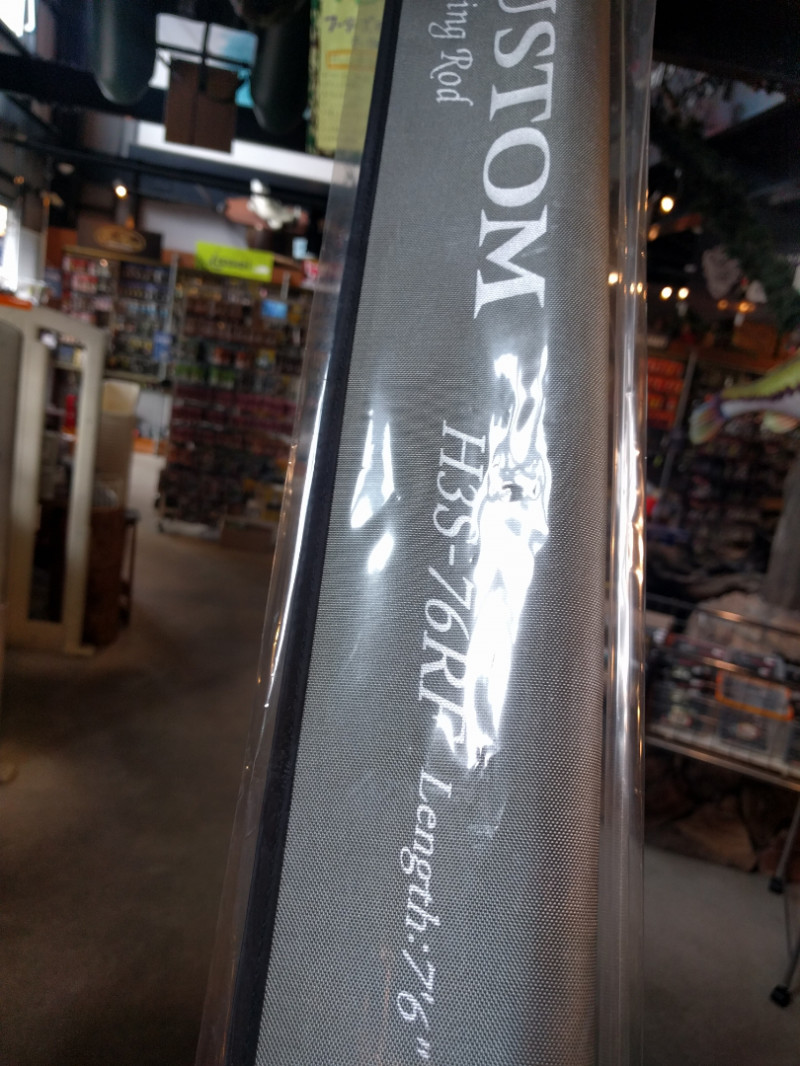 USTOM
ing Rod
H3S-76RF Length:7'6"